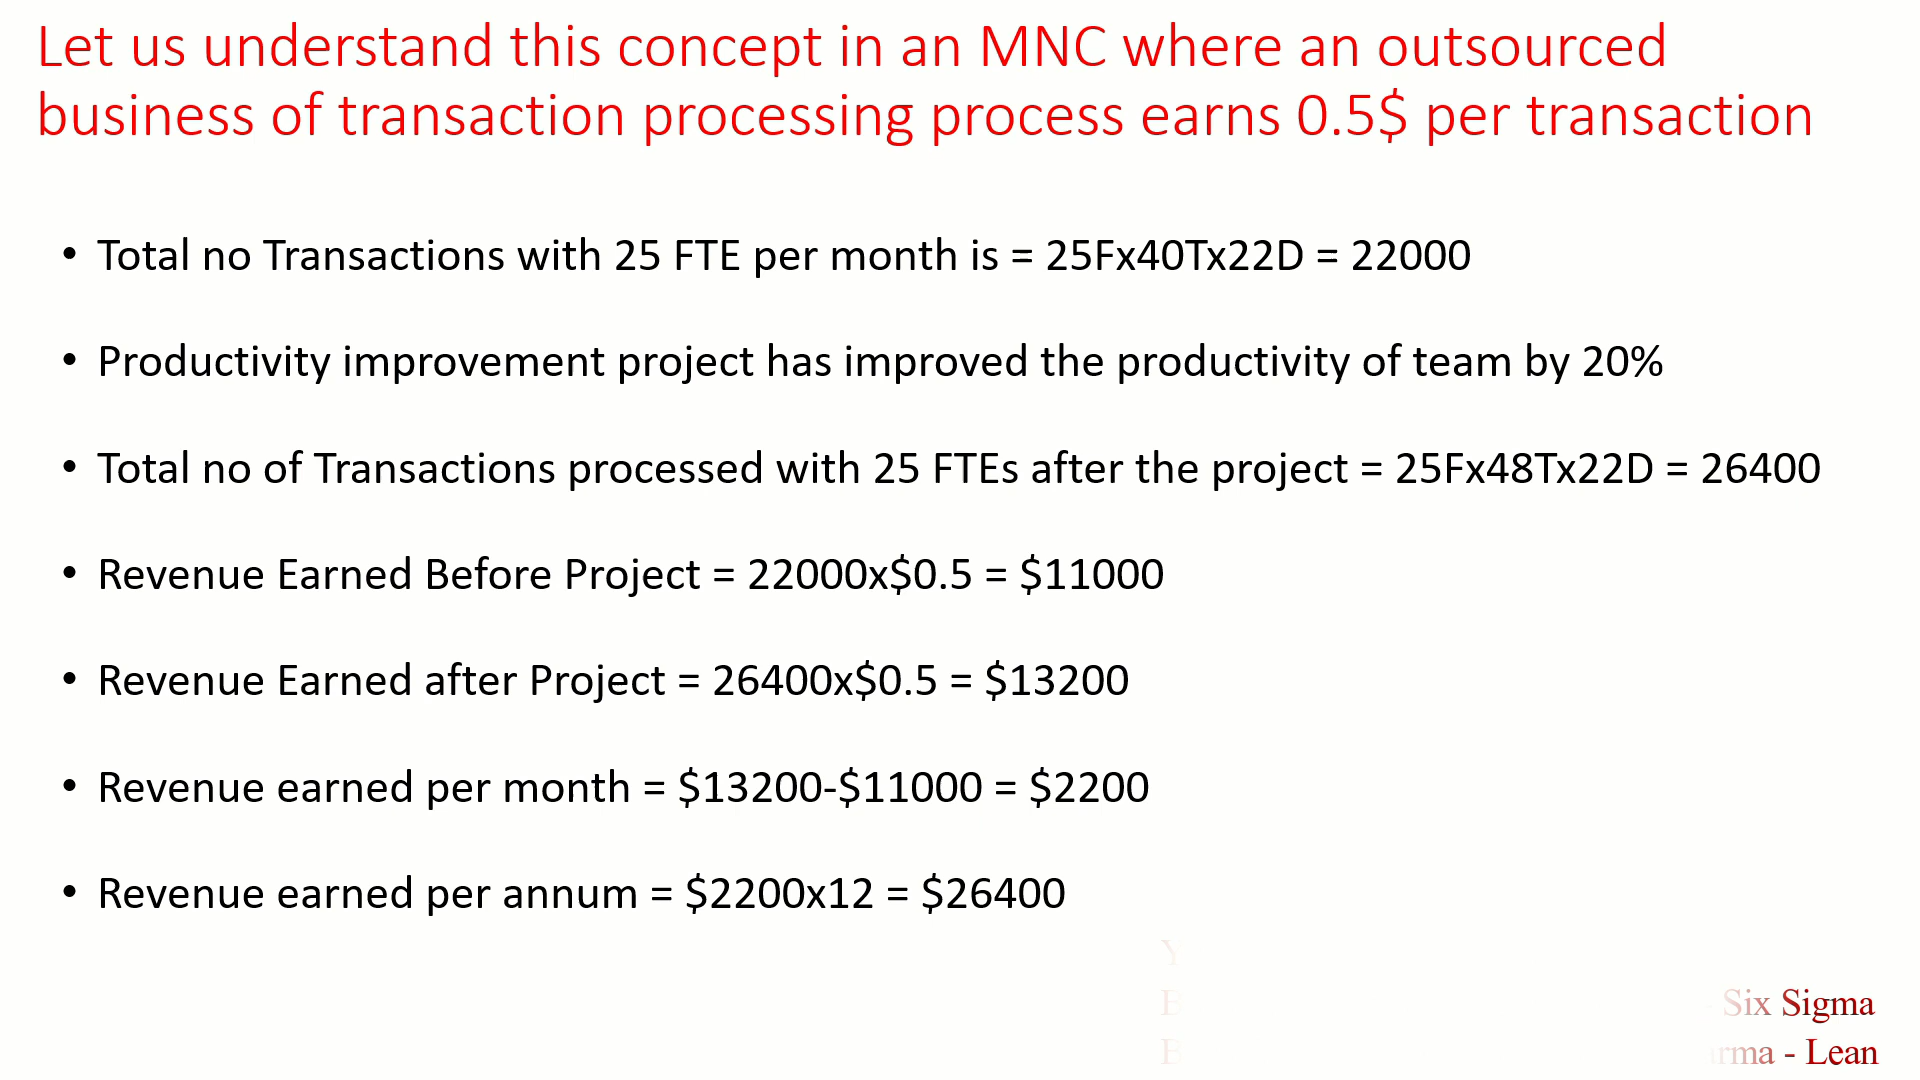 Let us understand this concept in an MNC where an outsourced
business of transaction processing process earns 0.5$ per transaction
• Total no Transactions with 25 FTE per month is = 25Fx40Tx22D = 22000
• Productivity improvement project has improved the productivity of team by 20%
• Total no of Transactions processed with 25 FTEs after the project = 25Fx48Tx22D = 26400
• Revenue Earned Before Project = 22000x$0.5 = $11000
• Revenue Earned after Project = 26400x$0.5 = $13200
• Revenue earned per month = $13200-$11000 = $2200
• Revenue earned per annum = $2200x12 = $26400
Six Sigma
- Lean